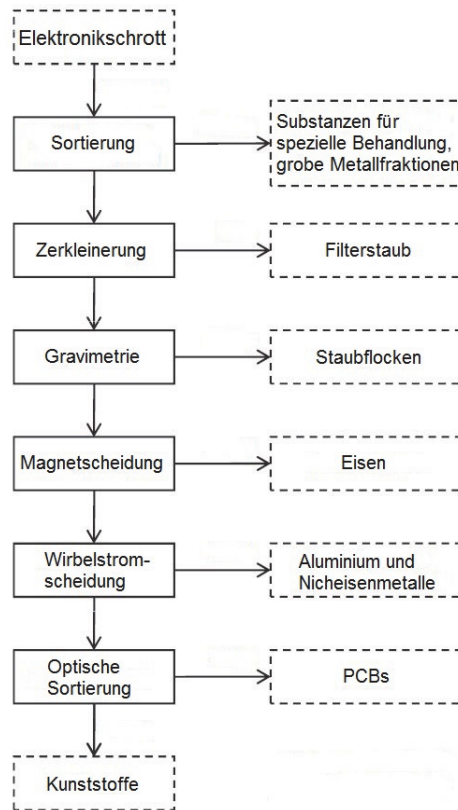 Elektronikschrott
Sortierung
Substanzen für
spezielle Behandlung,
grobe Metallfraktionen
Zerkleinerung
Filterstaub
Gravimetrie
Staubflocken
Magnetscheidung
Eisen
Wirbelstrom-
scheidung
Aluminium und
Nicheisenmetalle
Optische
Sortierung
PCBs
Kunststoffe